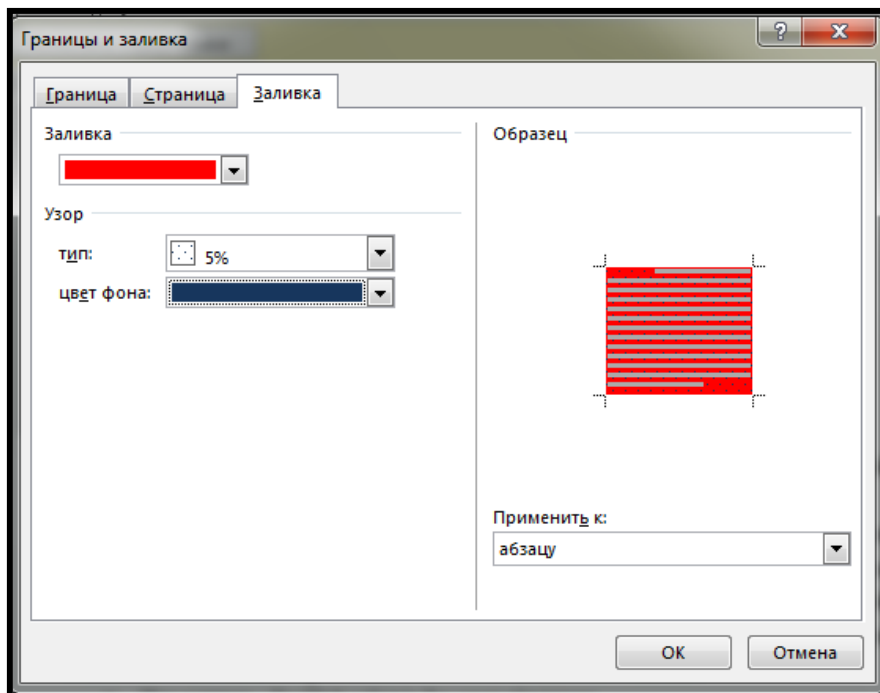 Границы и заливка
Граница Страница Заливка
Заливка
Узор
тип: 5%
цвет фона:
Образец
Применить к:
абзацу
ОК Отмена